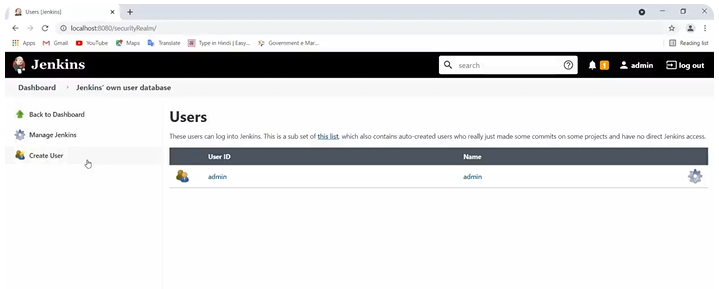 Users [Jenkins]
localhost:8080/securityRealm/
Apps Gmail YouTube Maps Translate Type in Hindi | Easy... Government e Mar... Reading list
Jenkins search 1 admin log out
Dashboard Jenkins' own user database
Back to Dashboard
Manage Jenkins
Create User
Users
These users can log into Jenkins. This is a sub set of this list, which also contains auto-created users who really just made some commits on some projects and have no direct Jenkins access.
User ID Name
admin admin